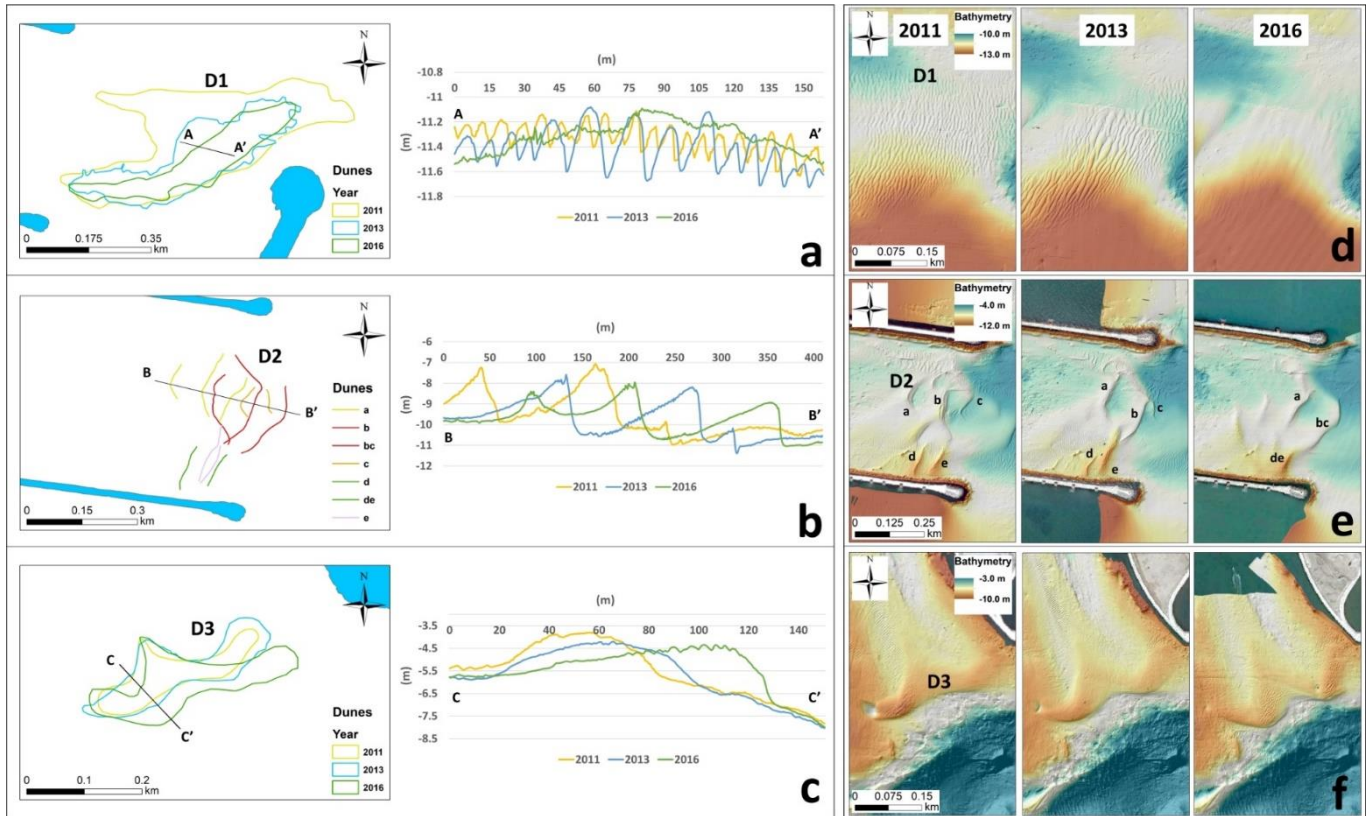 D1
N
A
A'
Dunes
Year
2011
2013
2016
0 0.175 0.35
km
(m)
-10.8
0 15 30 45 60 75 90 105 120 135 150
-11
-11.2
-11.4
-11.6
-11.8
A
A'
(m)
2011 2013 2016
a
D2
N
B
B'
Dunes
a
b
bc
c
d
de
e
0 0.15 0.3
km
(m)
-6
0 50 100 150 200 250 300 350 400
-7
-8
-9
-10
-11
-12
B
B'
(m)
2011 2013 2016
b
D3
N
C
C'
Dunes
Year
2011
2013
2016
0 0.1 0.2
km
(m)
-3.5
0 20 40 60 80 100 120 140
-4.5
-5.5
-6.5
-7.5
-8.5
C
C'
(m)
2011 2013 2016
c
N
Bathymetry
-10.0 m
-13.0 m
2011
2013
2016
D1
0 0.075 0.15
km
d
N
Bathymetry
-4.0 m
-12.0 m
D2
a
b
c
d
e
a
b
c
d
e
a
bc
de
0 0.125 0.25
km
e
N
Bathymetry
-3.0 m
-10.0 m
D3
0 0.075 0.15
km
f